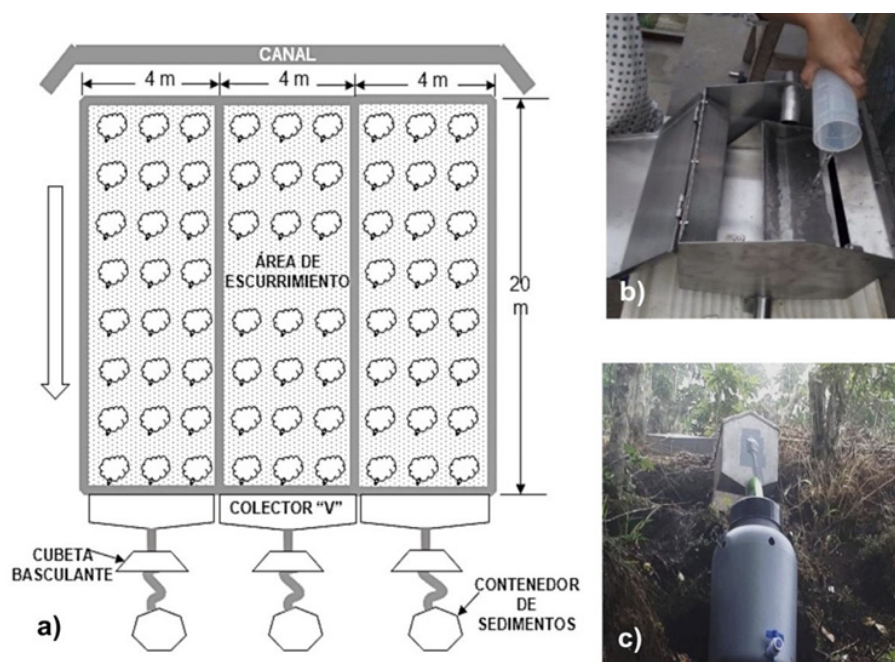 CANAL
4 m
4 m
4 m
ÁREA DE
ESCURRIMIENTO
20
m
COLECTOR "V"
CUBETA
BASCULANTE
CONTENEDOR
DE
SEDIMENTOS
a)
b)
c)